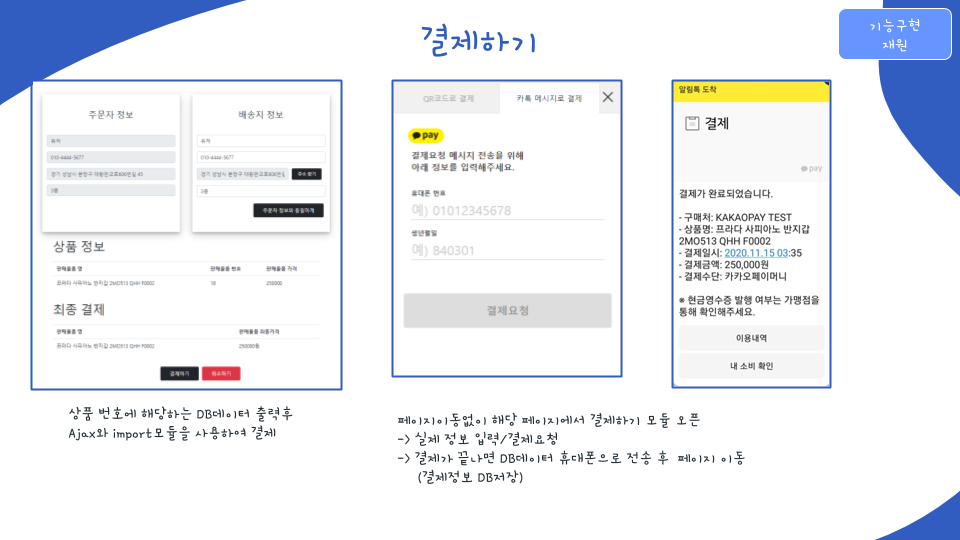 결제하기
기능구현
재원
주문자 정보
유저
010-4444-5677
경기 성남시 분당구 대왕판교로606번길 45
3층
배송지 정보
유저
010-4444-5677
경기 성남시 분당구 대왕판교로606번길
주소 찾기
3층
주문자 정보와 동일하게
상품 정보
판매물품 명 판매물품 번호 판매물품 가격
프라다 사피아노 반지갑 2MO513 QHH F0002 18 250000
최종 결제
판매물품 명 판매물품 최종가격
프라다 사피아노 반지갑 2MO513 QHH F0002 250000원
결제하기 취소하기
QR코드로 결제 카톡 메시지로 결제
pay
결제요청 메시지 전송을 위해
아래 정보를 입력해주세요.
휴대폰 번호
예) 01012345678
생년월일
예) 840301
결제요청
알림톡 도착
결제
pay
결제가 완료되었습니다.
- 구매처: KAKAOPAY TEST
- 상품명: 프라다 사피아노 반지갑
2MO513 QHH F0002
- 결제일시: 2020.11.15 03:35
- 결제금액: 250,000원
- 결제수단: 카카오페이머니
※ 현금영수증 발행 여부는 가맹점을
통해 확인해주세요.
이용내역
내 소비 확인
상품 번호에 해당하는 DB데이터 출력후
Ajax와 import모듈을 사용하여 결제
페이지이동없이 해당 페이지에서 결제하기 모듈 오픈
-> 실제 정보 입력/결제요청
-> 결제가 끝나면 DB데이터 휴대폰으로 전송 후 페이지 이동
(결제정보 DB저장)